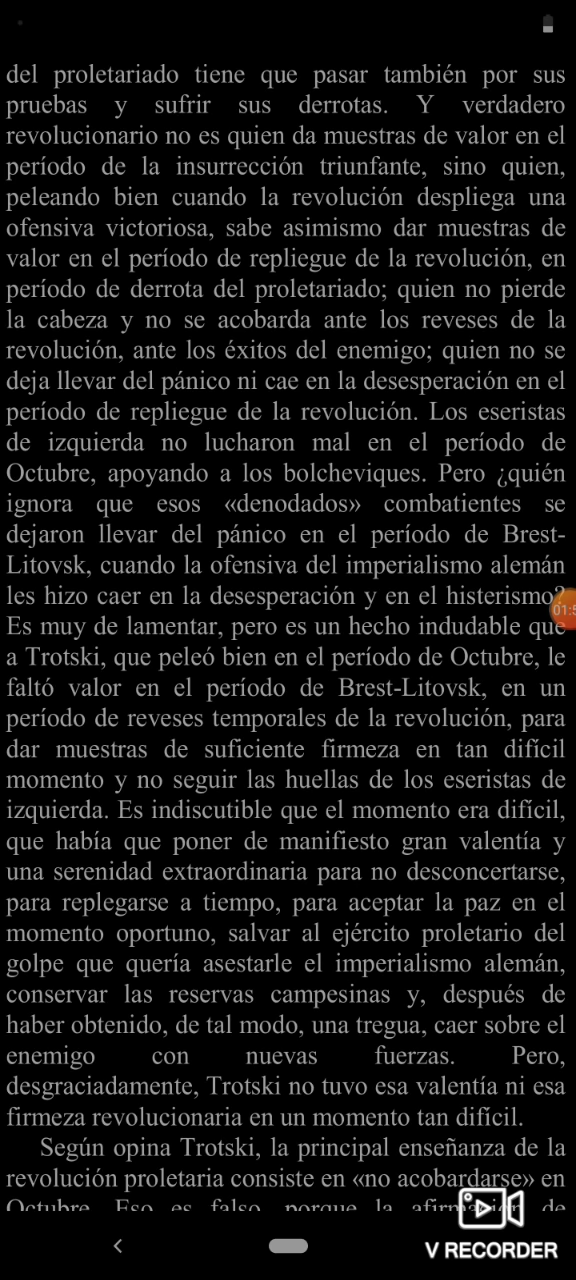 del proletariado tiene que pasar también por sus
pruebas y sufrir sus derrotas. Y verdadero
revolucionario no es quien da muestras de valor en el
período de la insurrección triunfante, sino quien,
peleando bien cuando la revolución despliega una
ofensiva victoriosa, sabe asimismo dar muestras de
valor en el período de repliegue de la revolución, en
período de derrota del proletariado; quien no pierde
la cabeza y no se acobarda ante los reveses de la
revolución, ante los éxitos del enemigo; quien no se
deja llevar del pánico ni cae en la desesperación en el
período de repliegue de la revolución. Los eseristas
de izquierda no lucharon mal en el período de
Octubre, apoyando a los bolcheviques. Pero ¿quién
ignora que esos «denodados» combatientes se
dejaron llevar del pánico en el período de Brest-
Litovsk, cuando la ofensiva del imperialismo alemán
les hizo caer en la desesperación y en el histerismo?
Es muy de lamentar, pero es un hecho indudable que
a Trotski, que peleó bien en el período de Octubre, le
faltó valor en el período de Brest-Litovsk, en un
período de reveses temporales de la revolución, para
dar muestras de suficiente firmeza en tan difícil
momento y no seguir las huellas de los eseristas de
izquierda. Es indiscutible que el momento era difícil,
que había que poner de manifiesto gran valentía y
una serenidad extraordinaria para no desconcertarse,
para replegarse a tiempo, para aceptar la paz en el
momento oportuno, salvar al ejército proletario del
golpe que quería asestarle el imperialismo alemán,
conservar las reservas campesinas y, después de
haber obtenido, de tal modo, una tregua, caer sobre el
enemigo con nuevas fuerzas. Pero,
desgraciadamente, Trotski no tuvo esa valentía ni esa
firmeza revolucionaria en un momento tan difícil.
Según opina Trotski, la principal enseñanza de la
revolución proletaria consiste en «no acobardarse» en
Octubre. Eso es falso, porque la afirmación de
V RECORDER